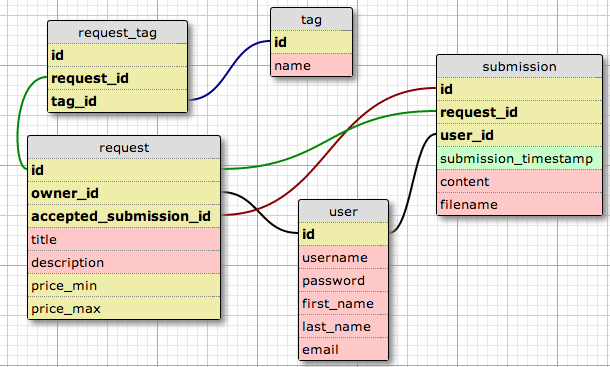 request_tag
id
request_id
tag_id
tag
id
name
submission
id
request_id
user_id
submission_timestamp
content
filename
request
id
owner_id
accepted_submission_id
title
description
price_min
price_max
user
id
username
password
first_name
last_name
email